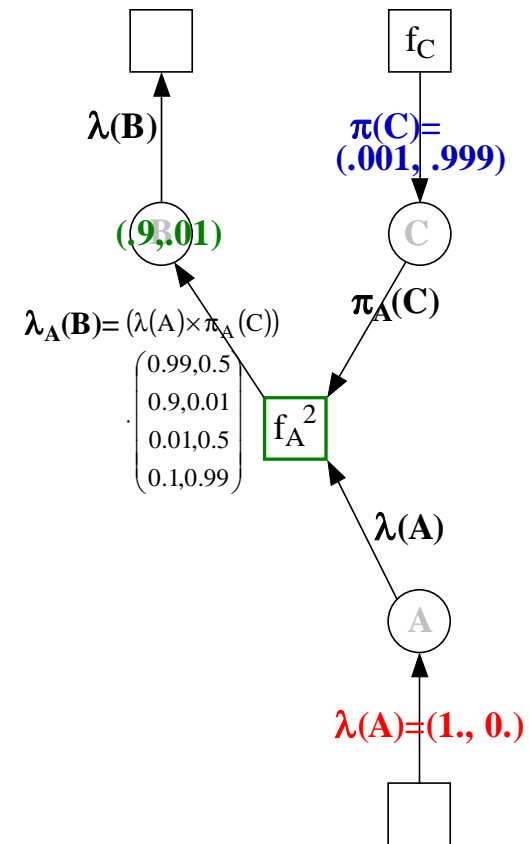 f_C
λ(B)
π(C)=
(.001, .999)
B
(.9,.01)
C
π_A(C)
λ_A(B)= (λ(A)×π_A(C))
· (0.99,0.5
0.9,0.01
0.01,0.5
0.1,0.99)
f_A^2
λ(A)
A
λ(A)=(1., 0.)